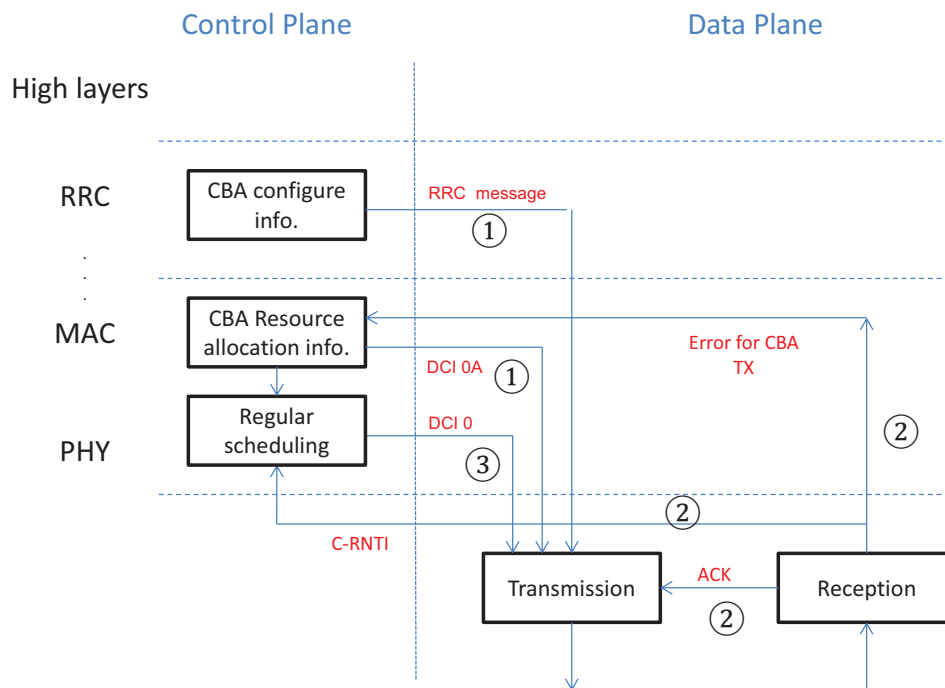 Control Plane
Data Plane
High layers
RRC
CBA configure
info.
RRC message
①
.
.
.
MAC
CBA Resource
allocation info.
Error for CBA
TX
DCI 0A
①
Regular
scheduling
DCI 0
②
PHY
③
②
C-RNTI
Transmission
ACK
②
Reception